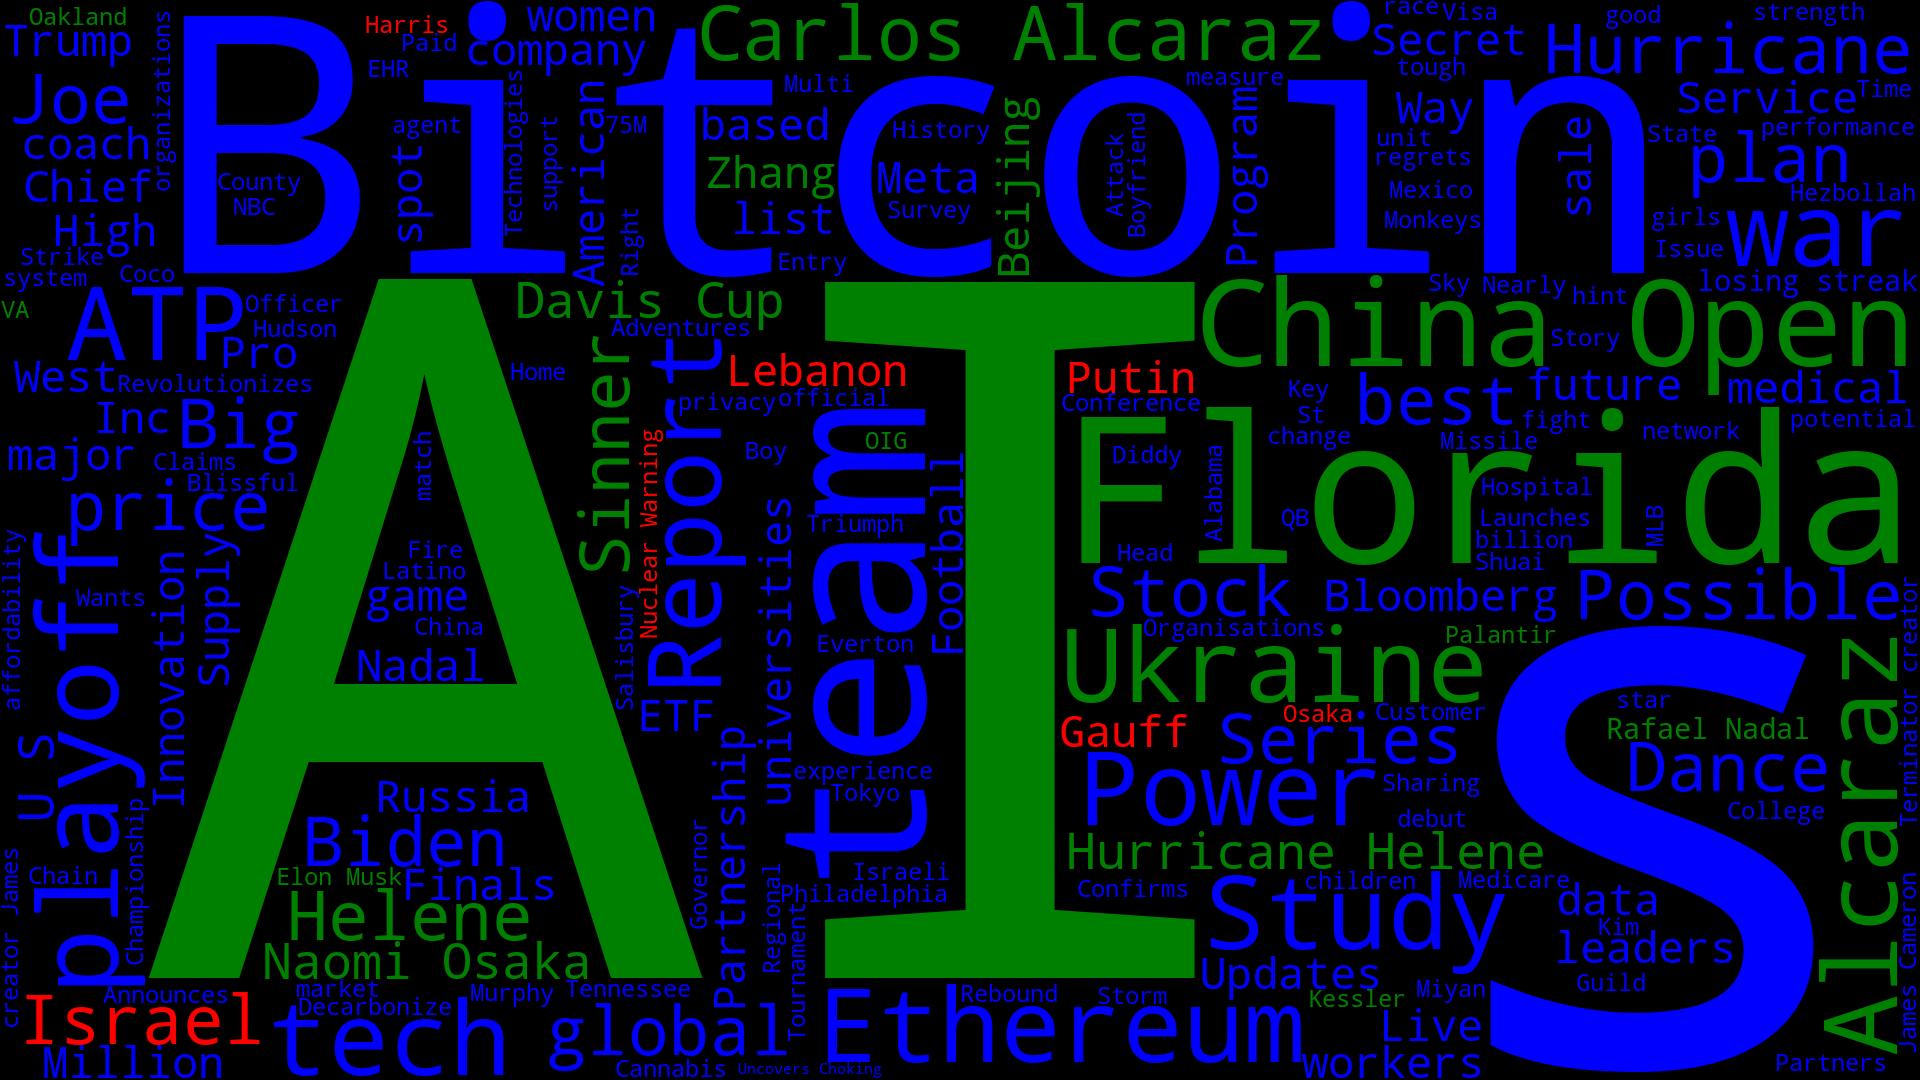 Oakland
Trump
organizations
Harris
Paid
EHR
women
company
Carlos Alcaraz
race
Visa
good
strength
Secret
tough
Hurricane
Joe
Bitcoin
Multi
measure
Service
Time
coach
agent
Technologies
support
American
75M
based
History
Beijing
Attack
Boyfriend
Program
Way
unit
regrets
sale
State
performance
plan
Chief
County
NBC
spot
Zhang
Meta
Survey
list
Mexico
Monkeys
Hezbollah
girls
war
High
Strike
system
Coco
Right
Entry
Issue
losing streak
VA
ATP
Officer
Hudson
Pro
Davis Cup
Adventures
China Open
Sky
Nearly
hint
Story
West
Revolutionizes
Home
Sinner
Report
Lebanon
privacy
official
Putin
Conference
Key
St
change
best
future
fight
medical
potential
Inc
Big
major
Claims
Blissful
match
Nuclear Warning
Boy
OIG
team
Football
AI
Florida
Diddy
Alabama
Missile
network
QB
Hospital
Launches
billion
Shuai
MLB
Head
price
affordability
playoff
Wants
Innovation
Supply
Fire
Latino
game
China
Nadal
Salisbury
universities
Triumph
Everton
Stock
Bloomberg
Possible
Organisations
Palantir
Ukraine
S
U S
ETF
Partnership
Gauff
Osaka
Customer
Series
star
Rafael Nadal
Dance
College
Alcaraz
Terminator creator
experience
Tokyo
Power
Sharing
debut
Russia
Biden
Elon Musk
Finals
Helene
Naomi Osaka
Governor
Regional
Israeli
Philadelphia
Tournament
Hurricane Helene
Confirms
children
Medicare
Study
data
Kim
leaders
Guild
Chain
Championship
creator James
James Cameron
Announces
Israel
Million
market
Decarbonize
tech
Murphy
Tennessee
global
Cannabis
Uncovers Choking
Ethereum
Rebound
Storm
Updates
Kessler
Miyan
Live
workers
Partners